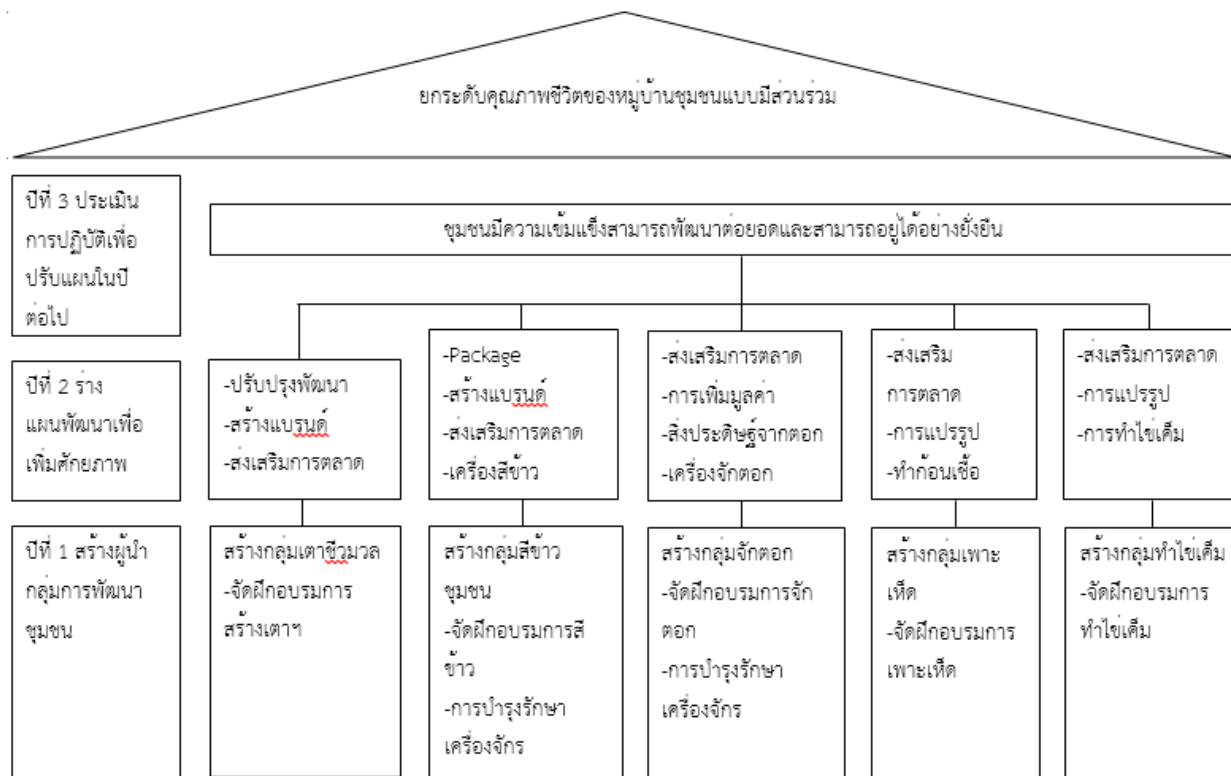 ยกระดับคุณภาพชีวิตของหมู่บ้านชุมชนแบบมีส่วนร่วม
ปีที่ 3 ประเมิน
การปฏิบัติเพื่อ
ปรับแผนในปี
ต่อไป
ชุมชนมีความเข้มแข็งสามารถพัฒนาต่อยอดและสามารถอยู่ได้อย่างยั่งยืน
ปีที่ 2 ร่าง
แผนพัฒนาเพื่อ
เพิ่มศักยภาพ
-ปรับปรุงพัฒนา
-สร้างแบรนด์
-ส่งเสริมการตลาด
-Package
-สร้างแบรนด์
-ส่งเสริมการตลาด
-เครื่องสีข้าว
-ส่งเสริมการตลาด
-การเพิ่มมูลค่า
-สิ่งประดิษฐ์จากตอก
-เครื่องจักตอก
-ส่งเสริม
การตลาด
-การแปรรูป
-ทำก้อนเชื้อ
-ส่งเสริมการตลาด
-การแปรรูป
-การทำไข่เค็ม
ปีที่ 1 สร้างผู้นำ
กลุ่มการพัฒนา
ชุมชน
สร้างกลุ่มเตาชีวมวล
-จัดฝึกอบรมการ
สร้างเตาฯ
สร้างกลุ่มสีข้าว
ชุมชน
-จัดฝึกอบรมการสี
ข้าว
-การบำรุงรักษา
เครื่องจักร
สร้างกลุ่มจักตอก
-จัดฝึกอบรมการจัก
ตอก
-การบำรุงรักษา
เครื่องจักร
สร้างกลุ่มเพาะ
เห็ด
-จัดฝึกอบรมการ
เพาะเห็ด
สร้างกลุ่มทำไข่เค็ม
-จัดฝึกอบรมการ
ทำไข่เค็ม